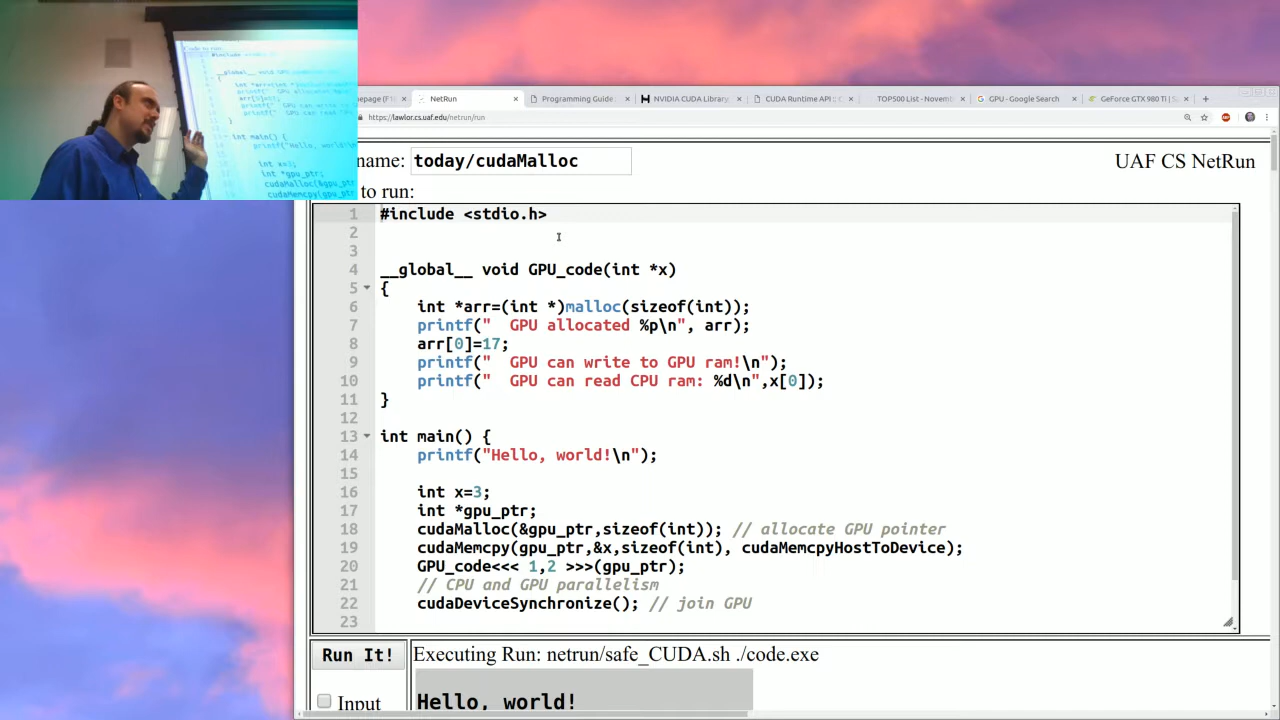 epage (F1
NetRun
Programming Guide
NVIDIA CUDA Library
CUDA Runtime API ::
TOP500 List - Novemb
GPU - Google Search
GeForce GTX 980 Ti | S
https://lawlor.cs.uaf.edu/netrun/run
name: today/cudaMalloc
UAF CS NetRun
to run:
1 #include <stdio.h>
2
3
4 __global__ void GPU_code(int *x)
5 {
6 int *arr=(int *)malloc(sizeof(int));
7 printf("  GPU allocated %p\n", arr);
8 arr[0]=17;
9 printf("  GPU can write to GPU ram!\n");
10 printf("  GPU can read CPU ram: %d\n",x[0]);
11 }
12
13 int main() {
14 printf("Hello, world!\n");
15
16 int x=3;
17 int *gpu_ptr;
18 cudaMalloc(&gpu_ptr,sizeof(int)); // allocate GPU pointer
19 cudaMemcpy(gpu_ptr,&x,sizeof(int), cudaMemcpyHostToDevice);
20 GPU_code<<< 1,2 >>>(gpu_ptr);
21 // CPU and GPU parallelism
22 cudaDeviceSynchronize(); // join GPU
23
Run It!
Executing Run: netrun/safe_CUDA.sh ./code.exe
Input
Hello, world!